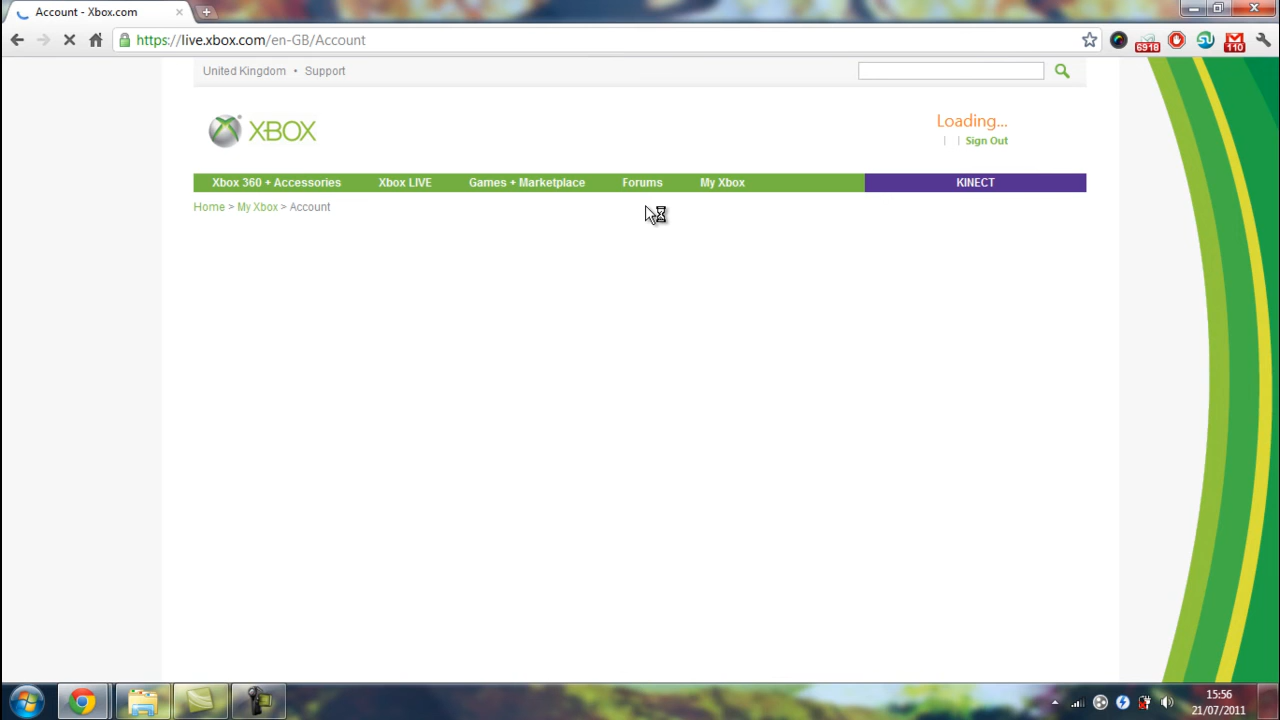 Account - Xbox.com
https://live.xbox.com/en-GB/Account
6918
110
United Kingdom • Support
XBOX
Loading...
| | Sign Out
Xbox 360 + Accessories Xbox LIVE Games + Marketplace Forums My Xbox KINECT
Home > My Xbox > Account
15:56
21/07/2011